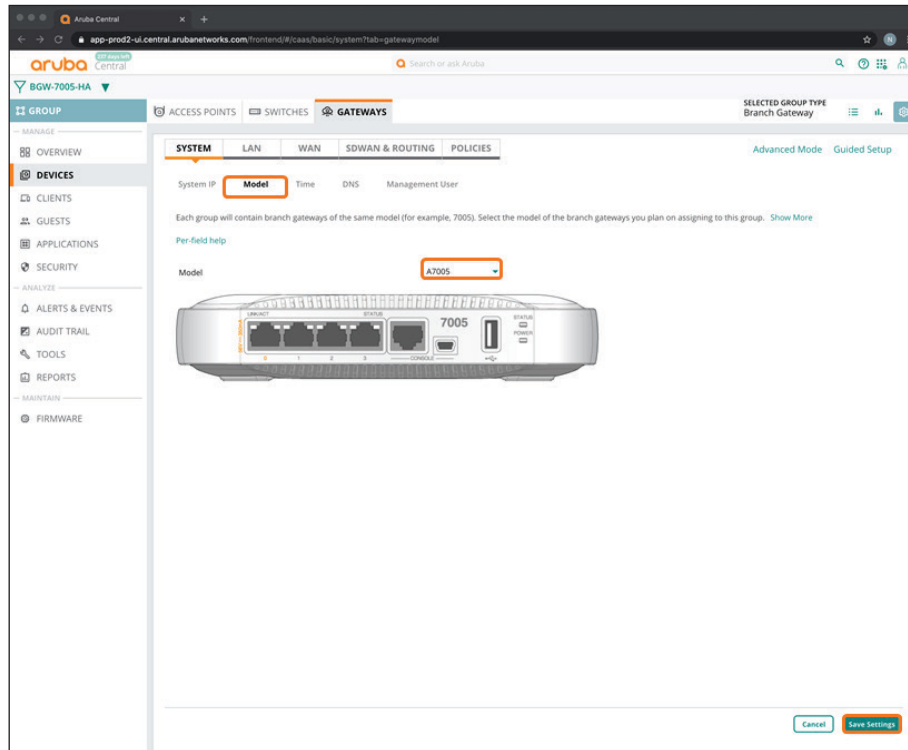 Aruba Central
app-prod2-ui.central.arubanetworks.com/frontend/#/caas/basic/system?tab=gatewaymodel
aruba Central
Search or ask Aruba
BGW-7005-HA
GROUP
ACCESS POINTS SWITCHES GATEWAYS
SELECTED GROUP TYPE
Branch Gateway
MANAGE
OVERVIEW
DEVICES
CLIENTS
GUESTS
APPLICATIONS
SECURITY
ANALYZE
ALERTS & EVENTS
AUDIT TRAIL
TOOLS
REPORTS
MAINTAIN
FIRMWARE
SYSTEM LAN WAN SDWAN & ROUTING POLICIES
Advanced Mode Guided Setup
System IP Model Time DNS Management User
Each group will contain branch gateways of the same model (for example, 7005). Select the model of the branch gateways you plan on assigning to this group. Show More
Per-field help
Model A7005
LINK/ACT STATUS
7005
STATUS
POWER
0 1 2 3 CONSOLE
Cancel Save Settings